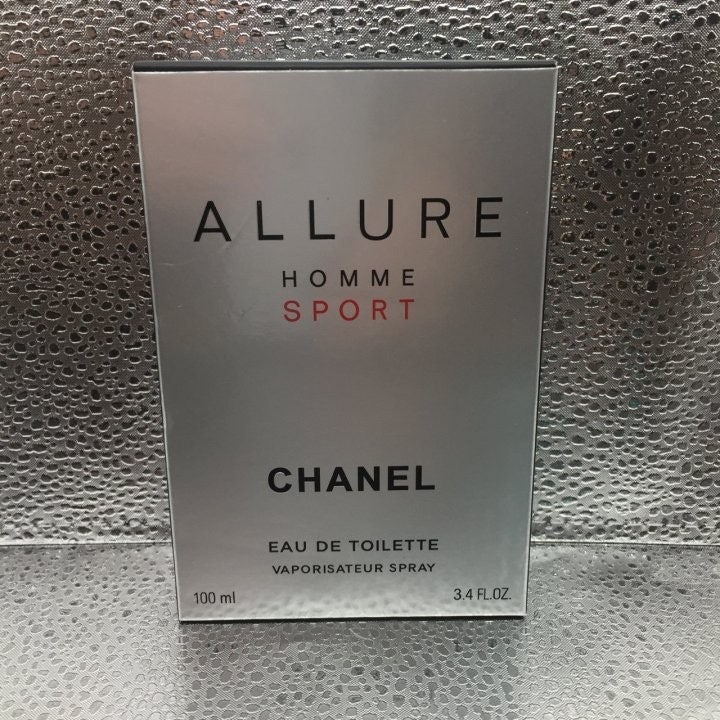 ALLURE
HOMME
SPORT
CHANEL
EAU DE TOILETTE
VAPORISATEUR SPRAY
100 ml 3.4 FL.OZ.